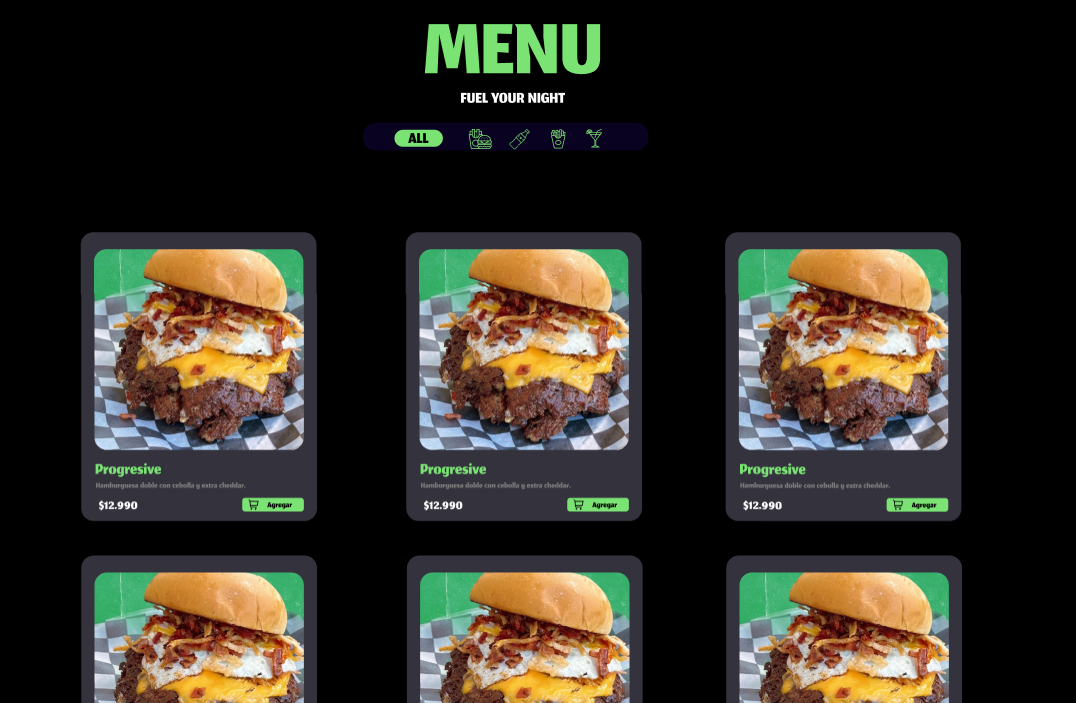 MENU
FUEL YOUR NIGHT
ALL
Progresive
Hamburguesa doble con cebolla y extra cheddar.
$12.990 Agregar
Progresive
Hamburguesa doble con cebolla y extra cheddar.
$12.990 Agregar
Progresive
Hamburguesa doble con cebolla y extra cheddar.
$12.990 Agregar